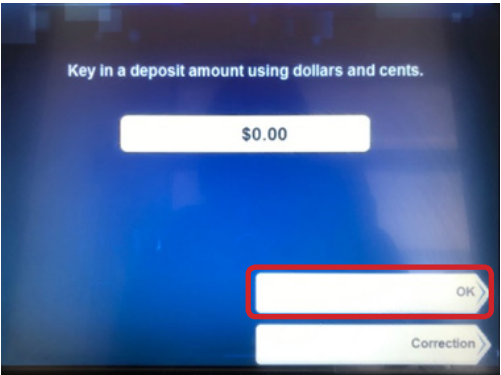 Key in a deposit amount using dollars and cents.
$0.00
OK
Correction